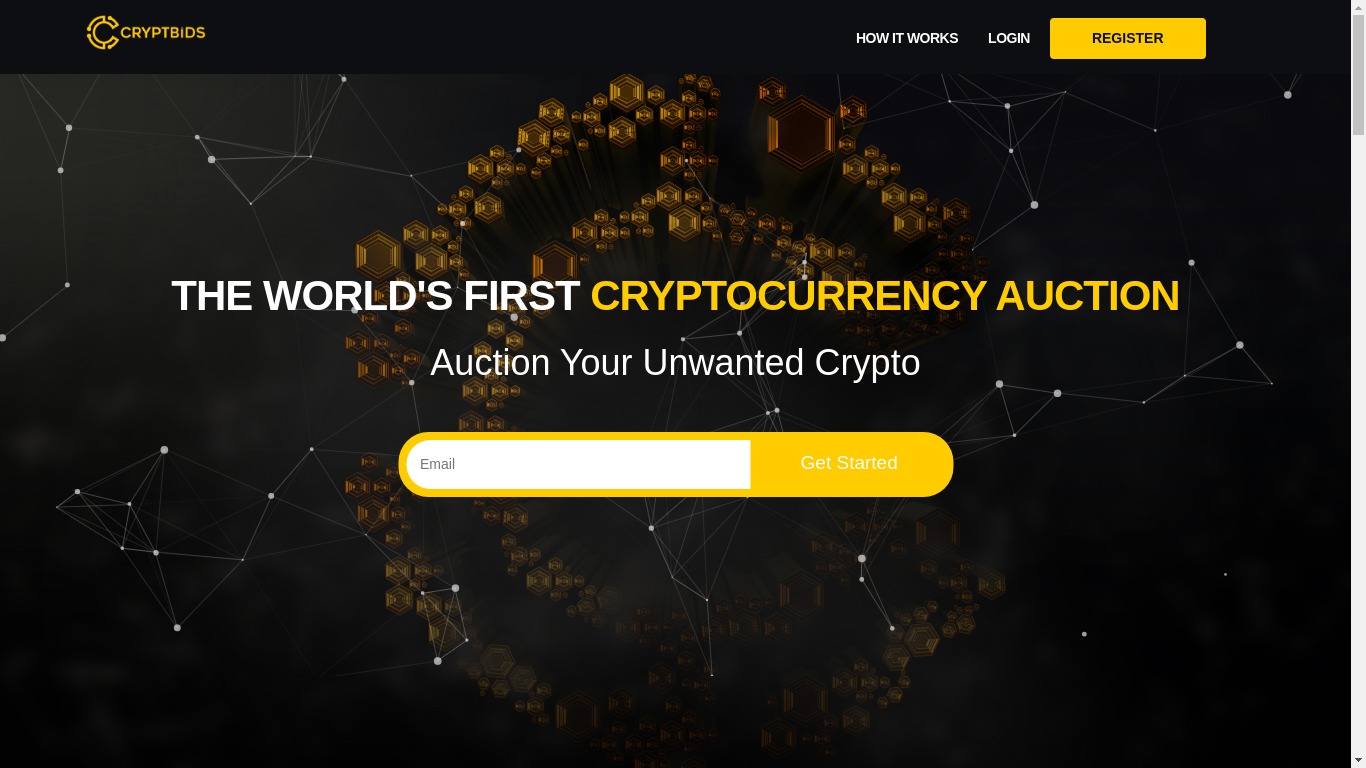 CRYPTBIDS
HOW IT WORKS
LOGIN
REGISTER
THE WORLD'S FIRST CRYPTOCURRENCY AUCTION
Auction Your Unwanted Crypto
Email
Get Started